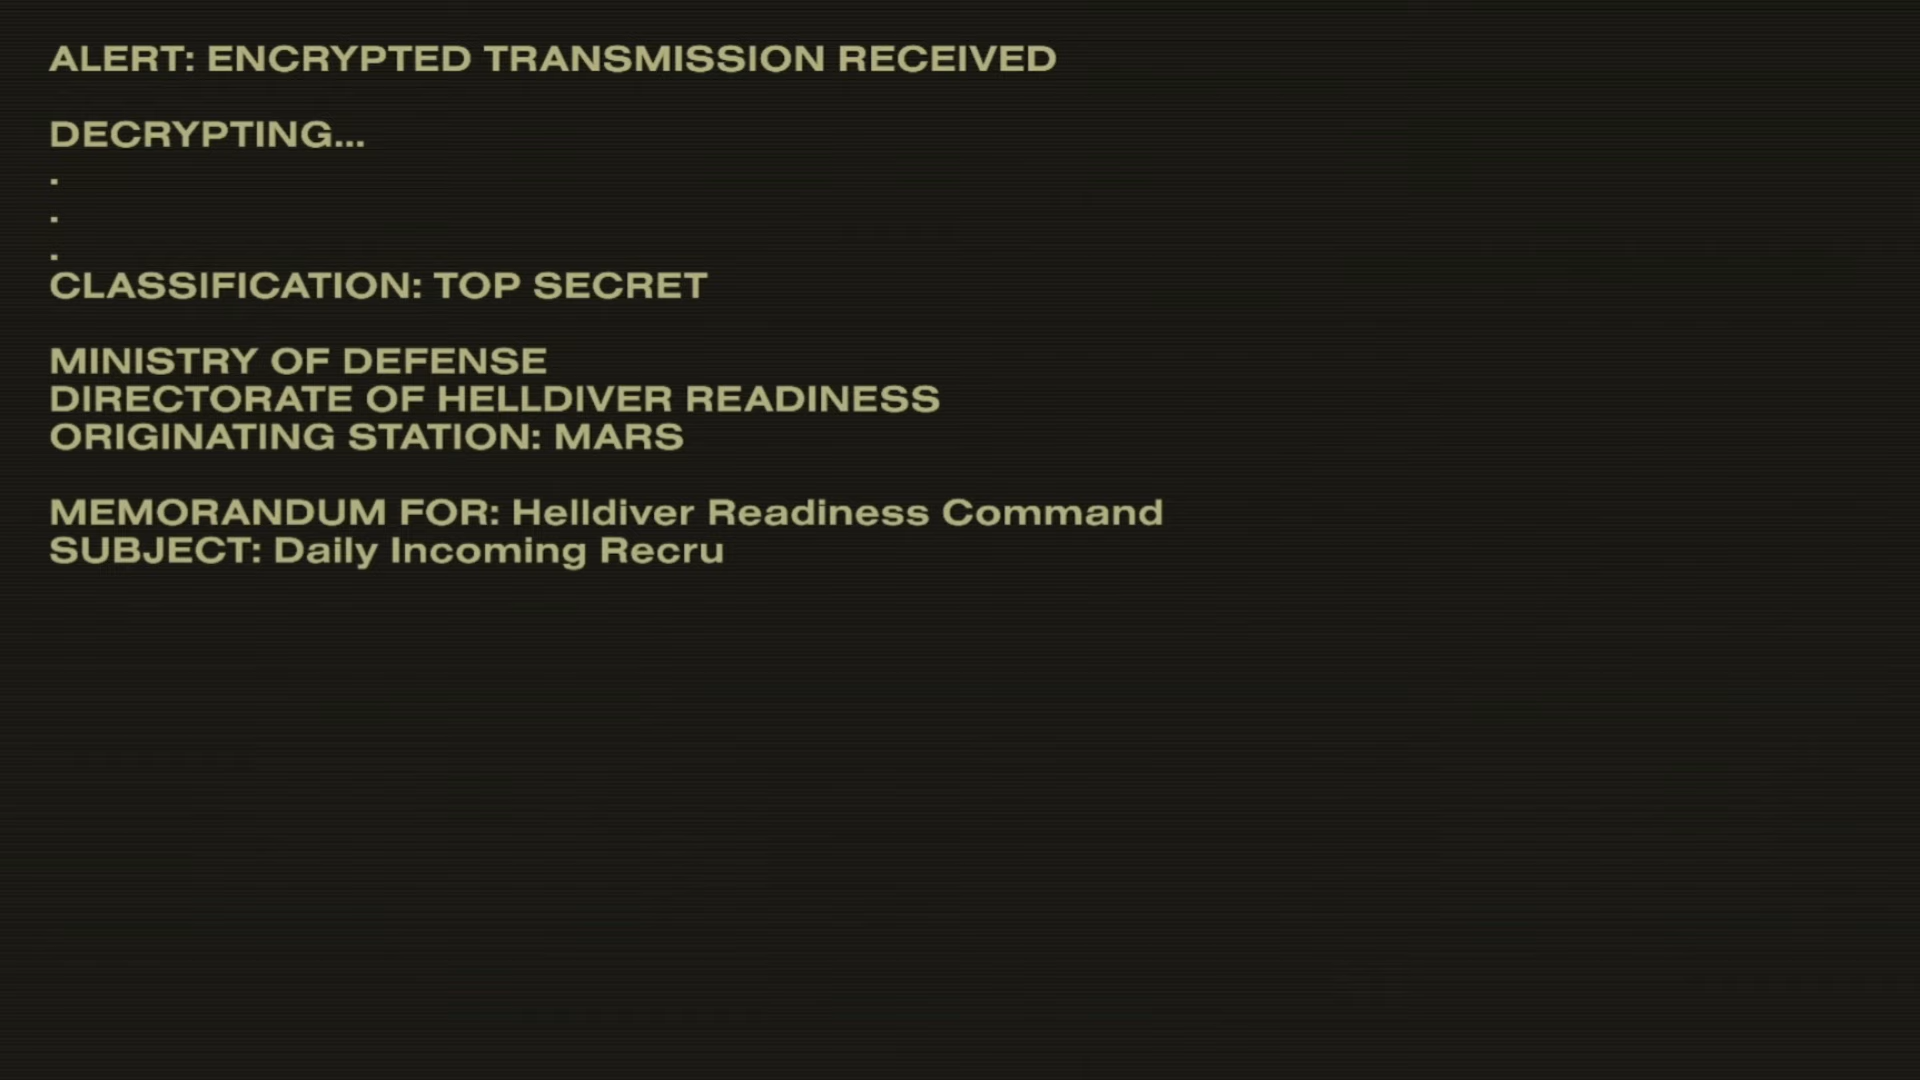 ALERT: ENCRYPTED TRANSMISSION RECEIVED
DECRYPTING...
.
.
.
CLASSIFICATION: TOP SECRET
MINISTRY OF DEFENSE
DIRECTORATE OF HELLDIVER READINESS
ORIGINATING STATION: MARS
MEMORANDUM FOR: Helldiver Readiness Command
SUBJECT: Daily Incoming Recru